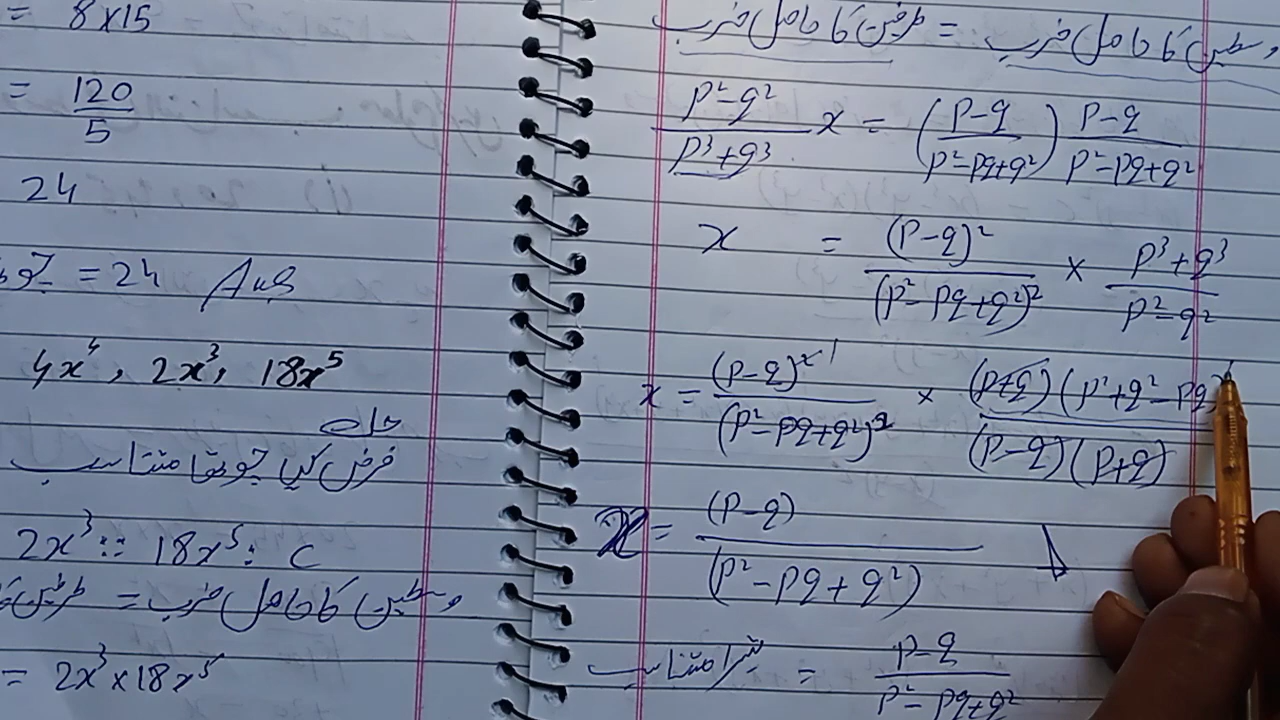 = 8×15
= 120/5
24
= 24 Ans
4x⁴, 2x³, 18x⁵
حل
فرض کیا چوتھا متناسب
2x³ :: 18x⁵ : c
وسطین کا حاصل ضرب = طرفین کا
= 2x³×18x⁵
وسطین کا حاصل ضرب = طرفین کا حاصل ضرب
(p²-q²)/(p³+q³) x = ((p-q)/(p²-pq+q²)) (p-q)/(p²-pq+q²)
x = (p-q)²/(p²-pq+q²)² × (p³+q³)/(p²-q²)
x = (p-q)²/(p²-pq+q²)² × (p+q)(p²+q²-pq)/(p-q)(p+q)
x = (p-q)/(p²-pq+q²)
تیسرا متناسب = (p-q)/(p²-pq+q²)